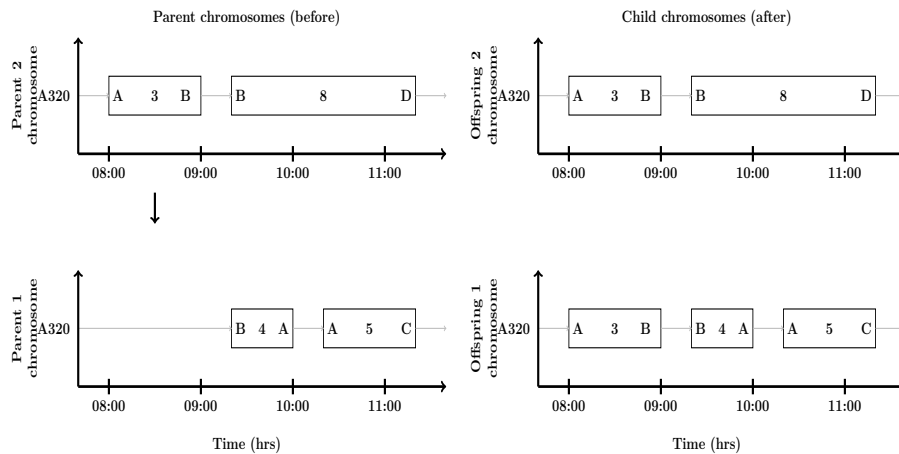 Parent chromosomes (before)
Parent 2
chromosome
A320
A 3 B
B 8 D
08:00 09:00 10:00 11:00
Child chromosomes (after)
Offspring 2
chromosome
A320
A 3 B
B 8 D
08:00 09:00 10:00 11:00
Parent 1
chromosome
A320
B 4 A
A 5 C
08:00 09:00 10:00 11:00
Time (hrs)
Offspring 1
chromosome
A320
A 3 B
B 4 A
A 5 C
08:00 09:00 10:00 11:00
Time (hrs)